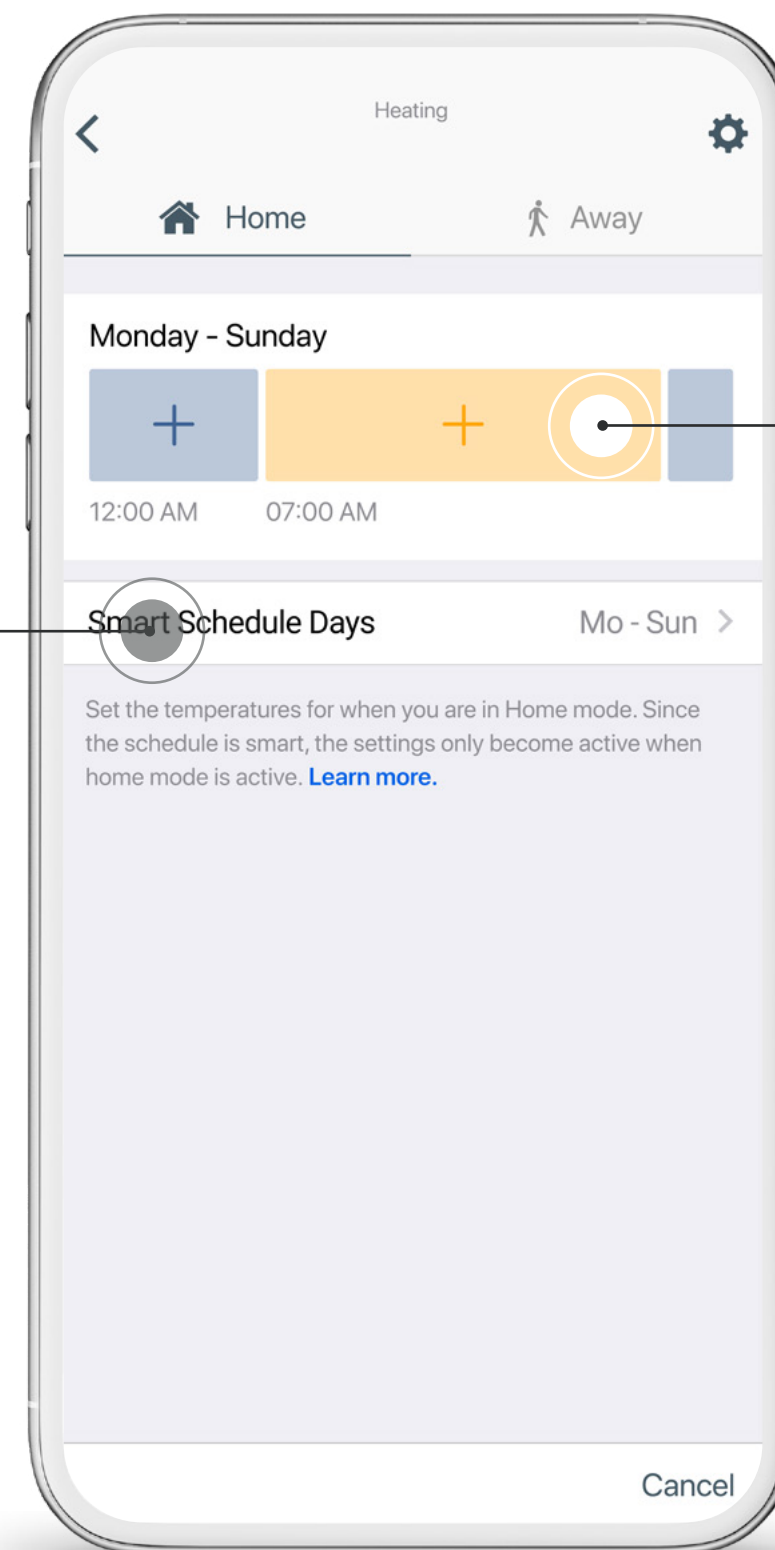 Heating
Home
Away
Monday - Sunday
12:00 AM
07:00 AM
Smart Schedule Days
Mo - Sun
Set the temperatures for when you are in Home mode. Since
the schedule is smart, the settings only become active when
home mode is active. Learn more.
Cancel